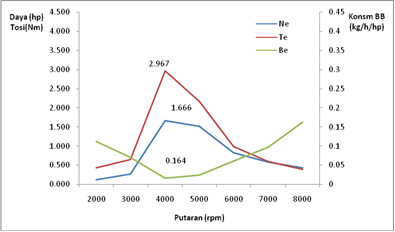 Daya (hp)
Tosi(Nm)
Konsm BB
(kg/h/hp)
4.500
4.000
3.500
3.000
2.500
2.000
1.500
1.000
0.500
0.000
0.45
0.4
0.35
0.3
0.25
0.2
0.15
0.1
0.05
0
Ne
Te
Be
2.967
1.666
0.164
2000 3000 4000 5000 6000 7000 8000
Putaran (rpm)